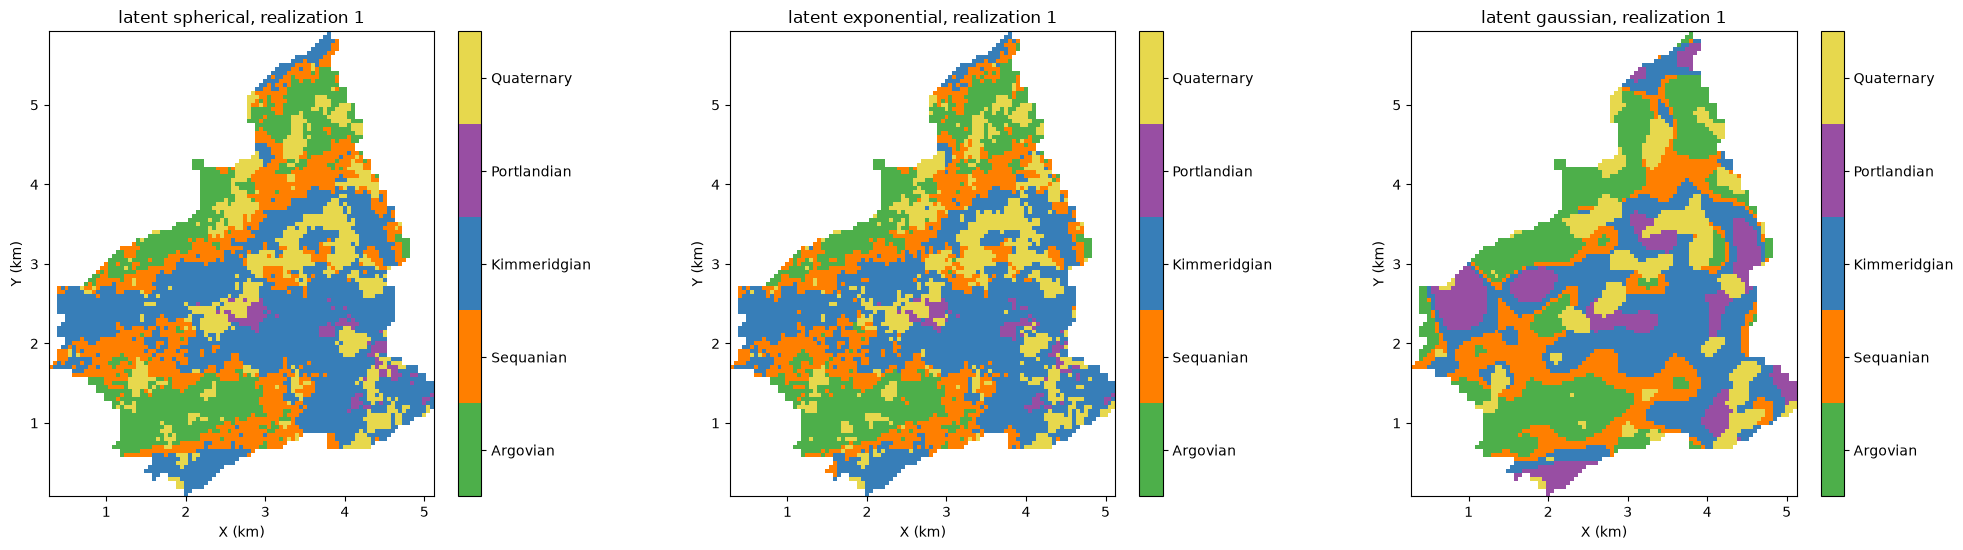 latent spherical, realization 1
Y (km)
5
4
3
2
1
1 2 3 4 5
X (km)
Quaternary
Portlandian
Kimmeridgian
Sequanian
Argovian
latent exponential, realization 1
Y (km)
5
4
3
2
1
1 2 3 4 5
X (km)
Quaternary
Portlandian
Kimmeridgian
Sequanian
Argovian
latent gaussian, realization 1
Y (km)
5
4
3
2
1
1 2 3 4 5
X (km)
Quaternary
Portlandian
Kimmeridgian
Sequanian
Argovian